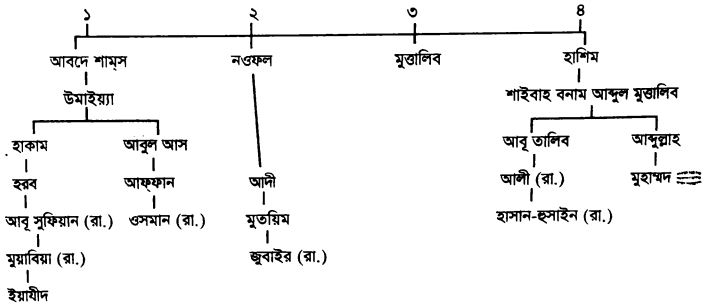 ১ ২ ৩ ৪
আবদে শাম্‌স নওফল মুত্তালিব হাশিম
উমাইয়্যা শাইবাহ বনাম আব্দুল মুত্তালিব
হাকাম আবুল আস আবূ তালিব আব্দুল্লাহ
হরব আফ্‌ফান আদী আলী (রা.) মুহাম্মদ
আবূ সুফিয়ান (রা.) ওসমান (রা.) মুতয়িম হাসান-হুসাইন (রা.)
মুয়াবিয়া (রা.) জুবাইর (রা.)
ইয়াযীদ